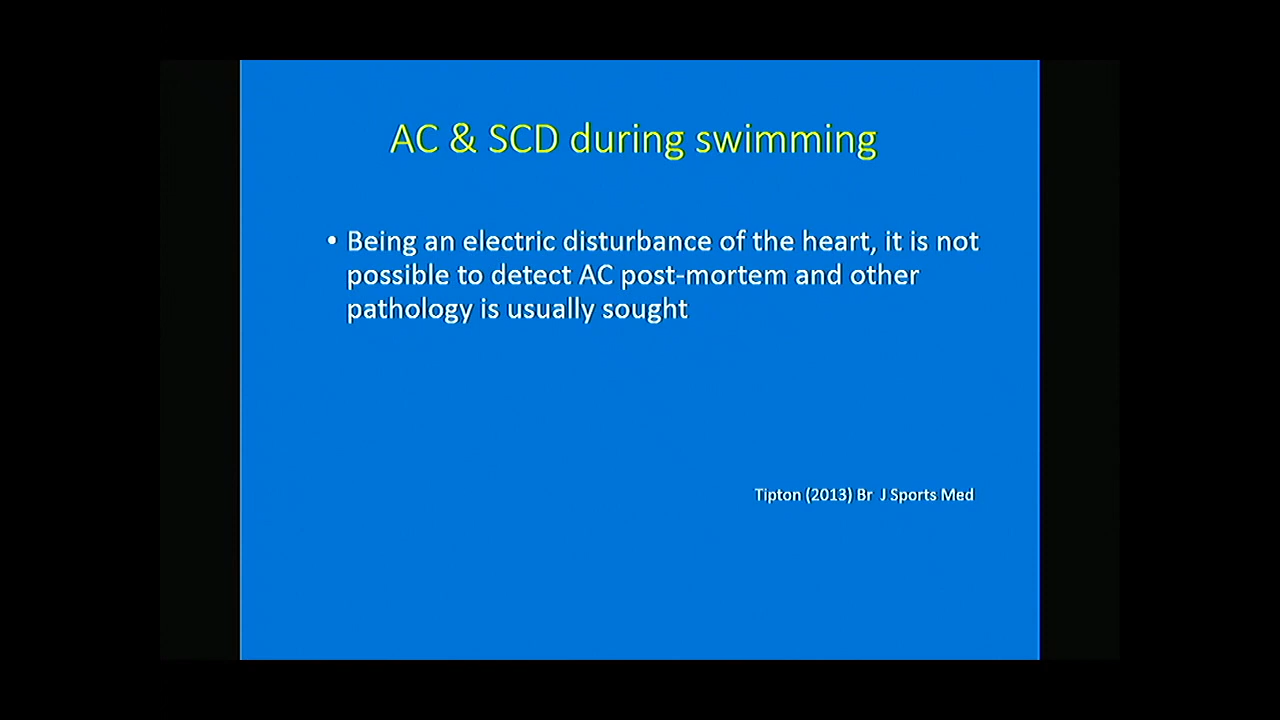 AC & SCD during swimming
• Being an electric disturbance of the heart, it is not
possible to detect AC post-mortem and other
pathology is usually sought
Tipton (2013) Br J Sports Med